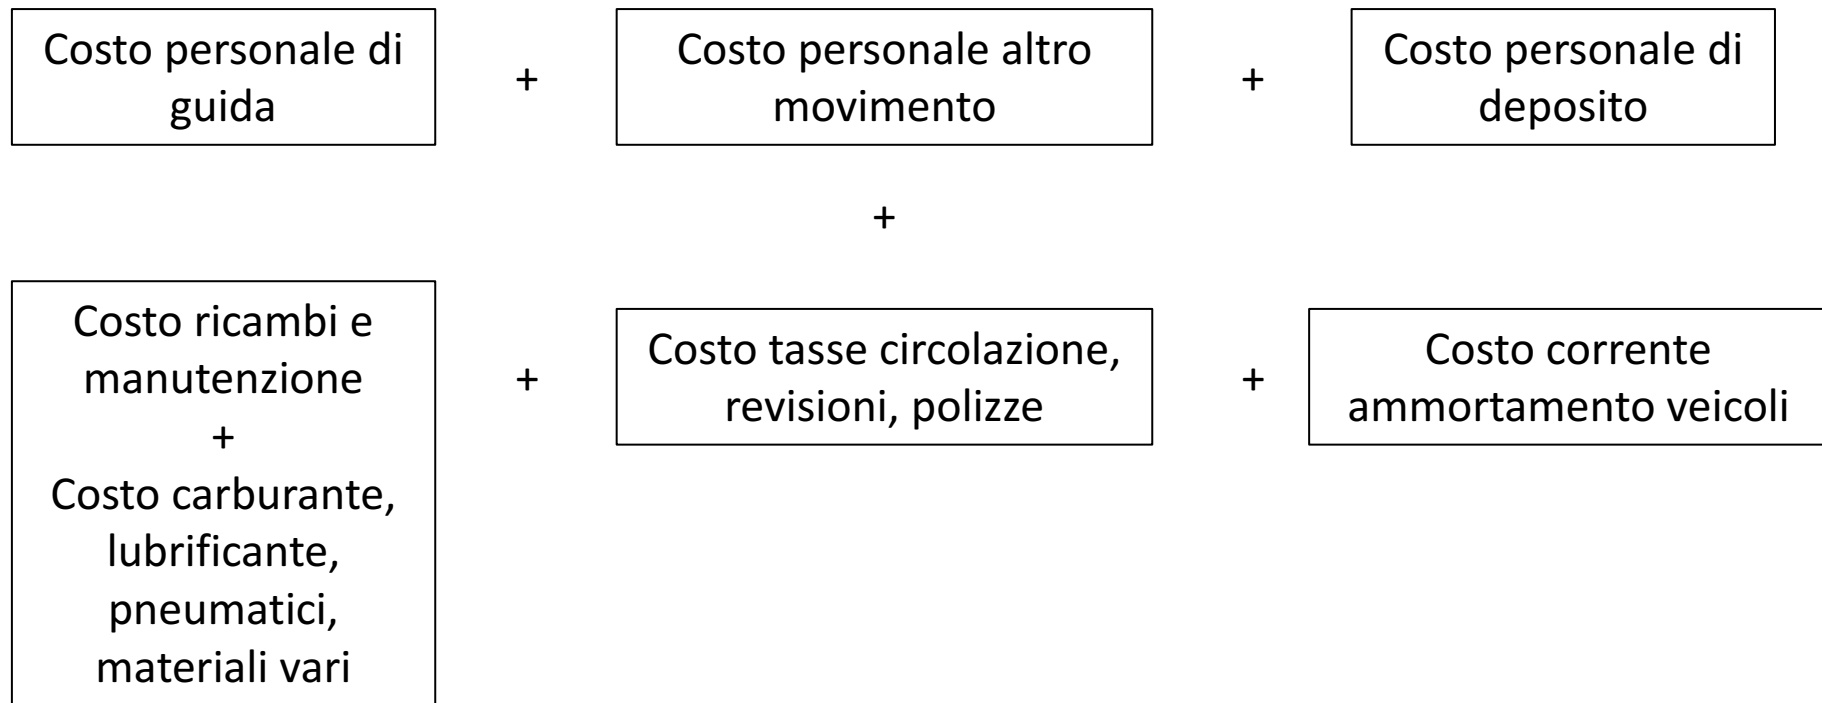 Costo personale di
guida
+
Costo personale altro
movimento
+
Costo personale di
deposito
+
Costo ricambi e
manutenzione
+
Costo carburante,
lubrificante,
pneumatici,
materiali vari
+
Costo tasse circolazione,
revisioni, polizze
+
Costo corrente
ammortamento veicoli